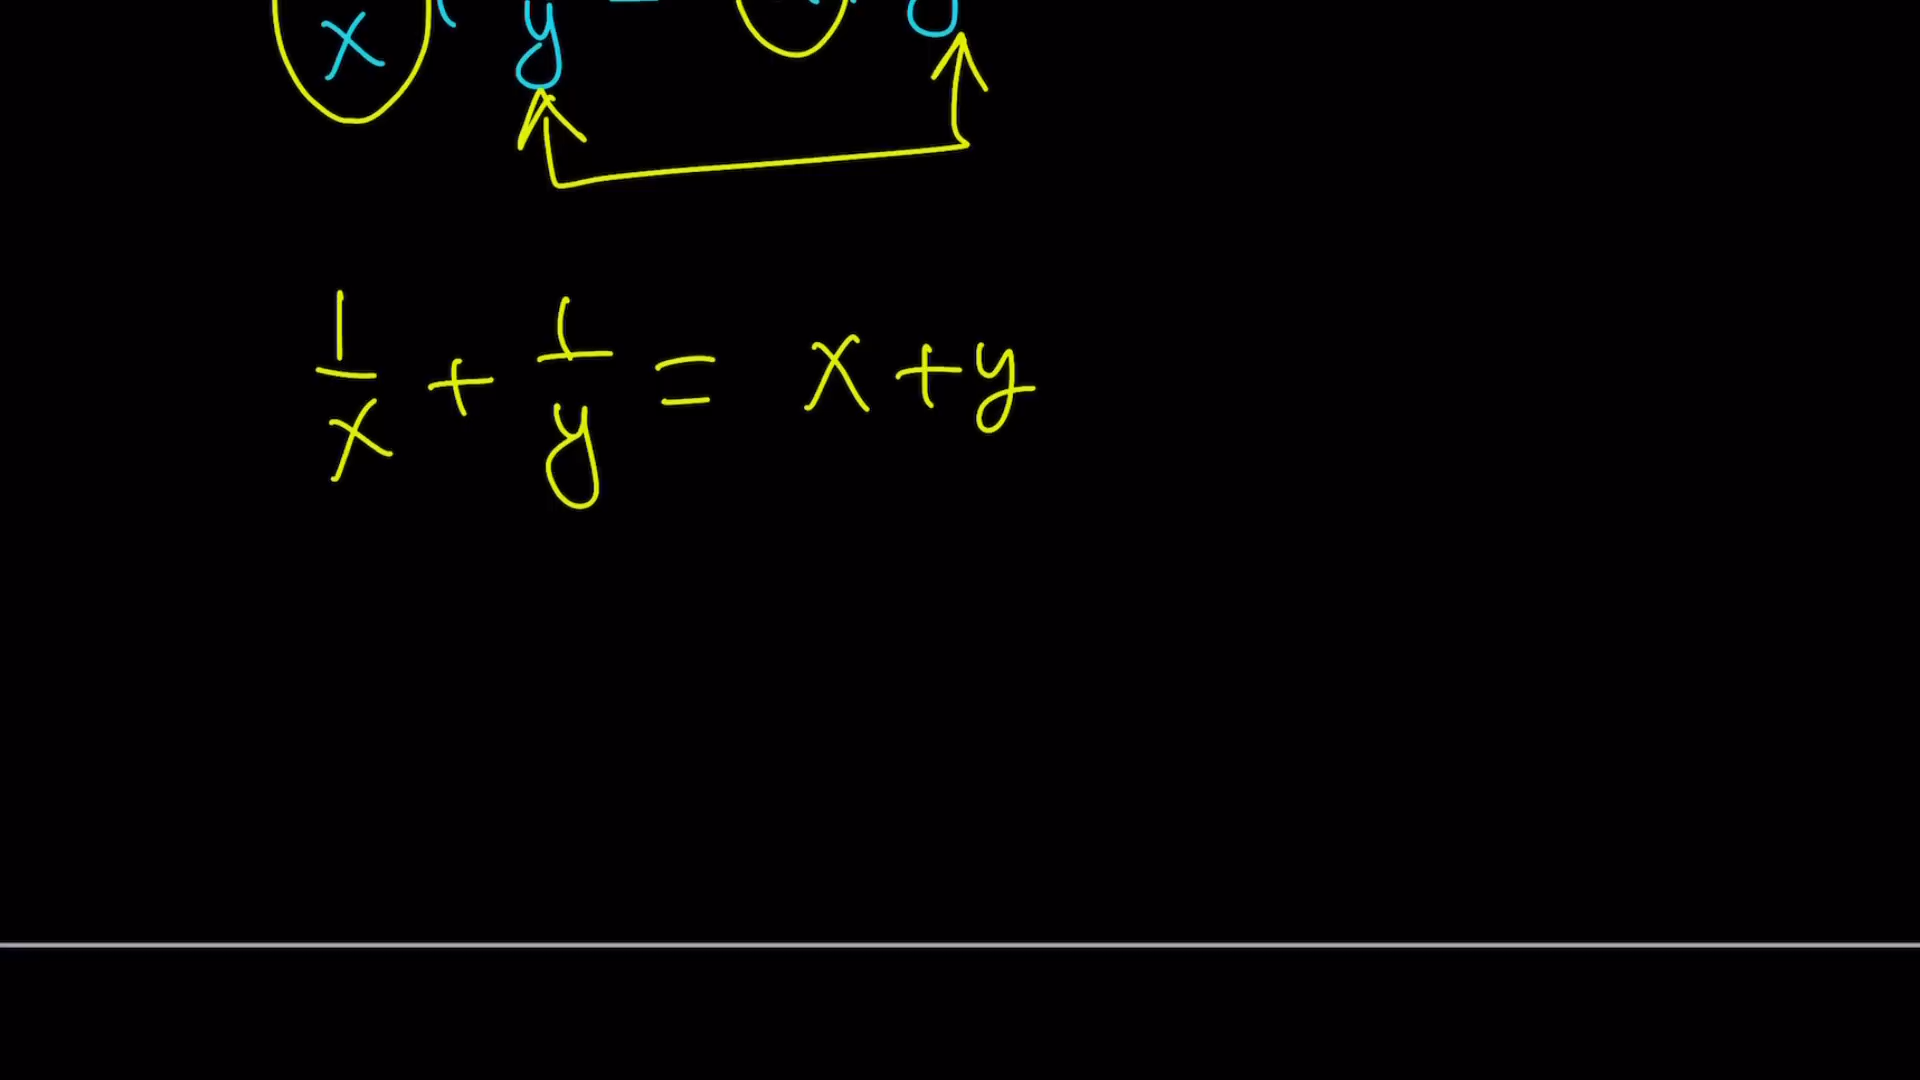 x y
1/x + 1/y = x + y